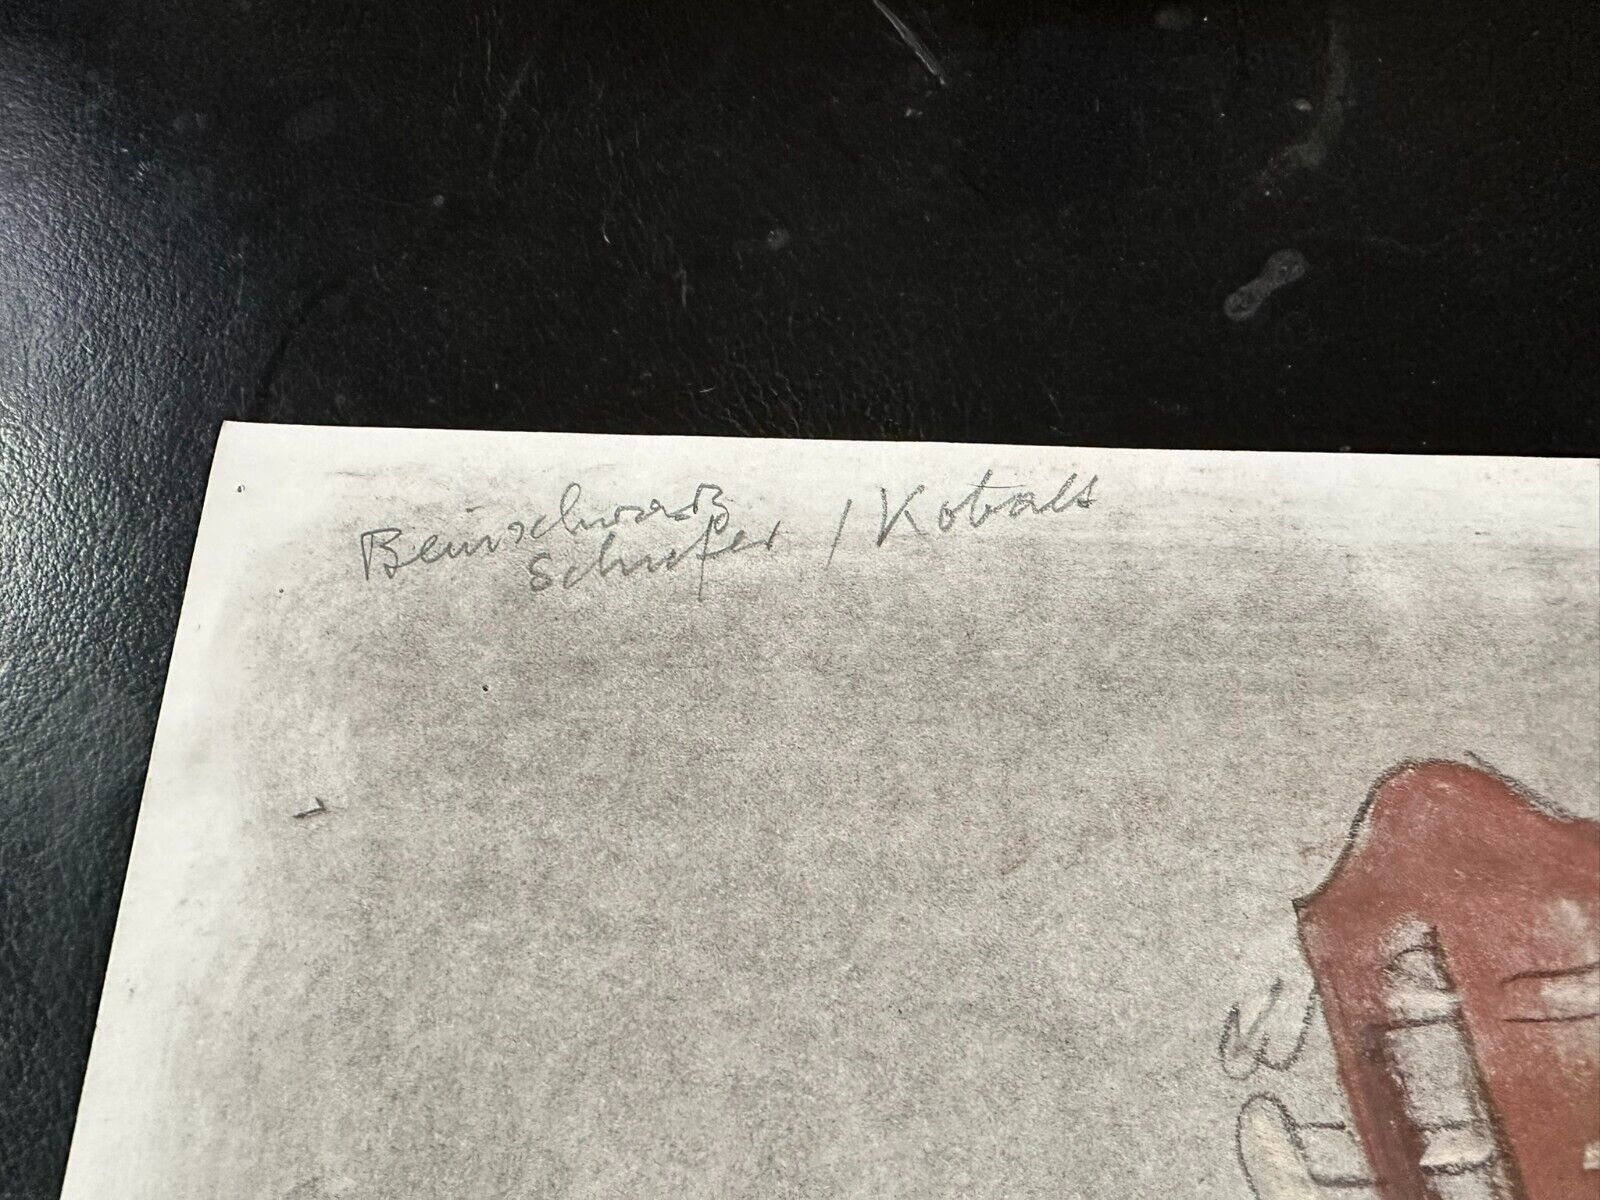 Beinschwarz
Schiefer / Kobalt